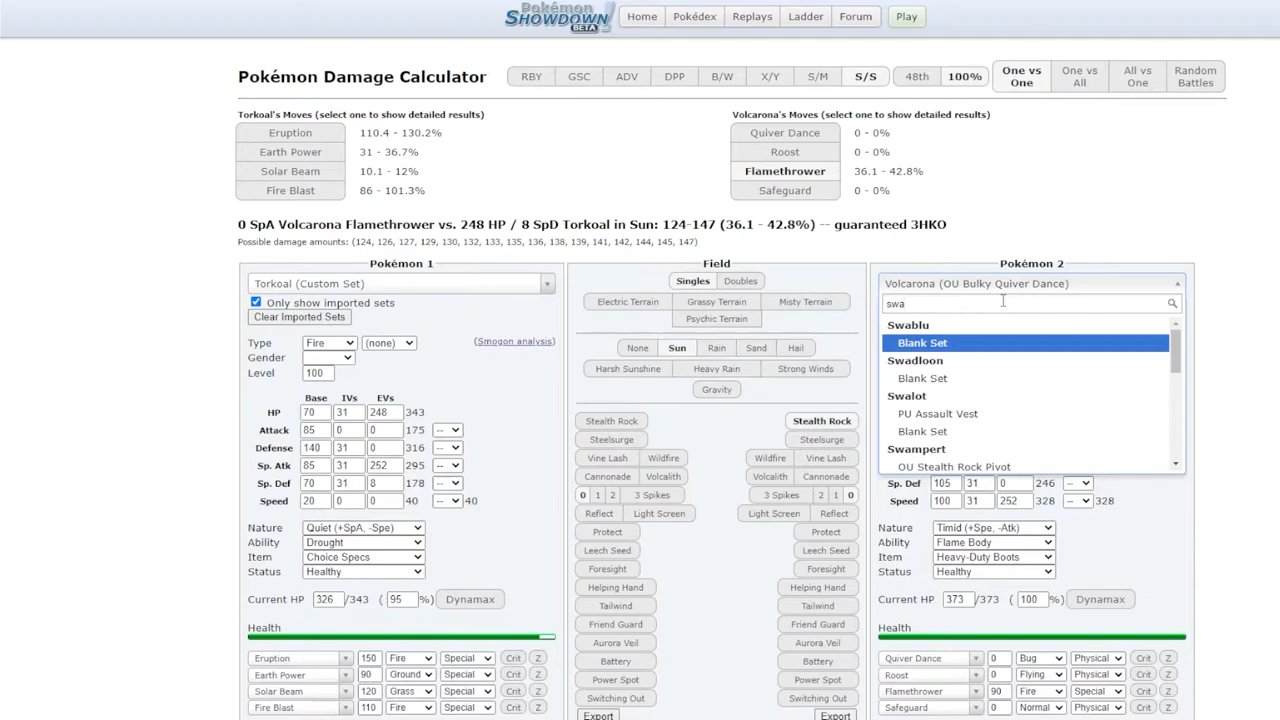 Pokémon SHOWDOWN! BETA Home Pokédex Replays Ladder Forum Play
Pokémon Damage Calculator RBY GSC ADV DPP B/W X/Y S/M S/S 48th 100% One vs One One vs All All vs One Random Battles
Torkoal's Moves (select one to show detailed results)
Eruption 110.4 - 130.2%
Earth Power 31 - 36.7%
Solar Beam 10.1 - 12%
Fire Blast 86 - 101.3%
Volcarona's Moves (select one to show detailed results)
Quiver Dance 0 - 0%
Roost 0 - 0%
Flamethrower 36.1 - 42.8%
Safeguard 0 - 0%
0 SpA Volcarona Flamethrower vs. 248 HP / 8 SpD Torkoal in Sun: 124-147 (36.1 - 42.8%) -- guaranteed 3HKO
Possible damage amounts: (124, 126, 127, 129, 130, 132, 133, 135, 136, 138, 139, 141, 142, 144, 145, 147)
Pokémon 1
Torkoal (Custom Set)
Only show imported sets
Clear Imported Sets
Type Fire (none) (Smogon analysis)
Gender
Level 100
Base IVs EVs
HP 70 31 248 343
Attack 85 0 0 175 --
Defense 140 31 0 316 --
Sp. Atk 85 31 252 295 --
Sp. Def 70 31 8 178 --
Speed 20 0 0 40 -- 40
Nature Quiet (+SpA, -Spe)
Ability Drought
Item Choice Specs
Status Healthy
Current HP 326 /343 ( 95 %) Dynamax
Health
Eruption 150 Fire Special Crit Z
Earth Power 90 Ground Special Crit Z
Solar Beam 120 Grass Special Crit Z
Fire Blast 110 Fire Special Crit Z
Field
Singles Doubles
Electric Terrain Grassy Terrain Misty Terrain
Psychic Terrain
None Sun Rain Sand Hail
Harsh Sunshine Heavy Rain Strong Winds
Gravity
Stealth Rock Stealth Rock
Steelsurge Steelsurge
Vine Lash Wildfire Wildfire Vine Lash
Cannonade Volcalith Volcalith Cannonade
0 1 2 3 Spikes 3 Spikes 2 1 0
Reflect Light Screen Light Screen Reflect
Protect Protect
Leech Seed Leech Seed
Foresight Foresight
Helping Hand Helping Hand
Tailwind Tailwind
Friend Guard Friend Guard
Aurora Veil Aurora Veil
Battery Battery
Power Spot Power Spot
Switching Out Switching Out
Export Export
Pokémon 2
Volcarona (OU Bulky Quiver Dance)
swa
Swablu
Blank Set
Swadloon
Blank Set
Swalot
PU Assault Vest
Blank Set
Swampert
OU Stealth Rock Pivot
Sp. Def 105 31 0 246 --
Speed 100 31 252 328 -- 328
Nature Timid (+Spe, -Atk)
Ability Flame Body
Item Heavy-Duty Boots
Status Healthy
Current HP 373 /373 ( 100 %) Dynamax
Health
Quiver Dance 0 Bug Physical Crit Z
Roost 0 Flying Physical Crit Z
Flamethrower 90 Fire Special Crit Z
Safeguard 0 Normal Physical Crit Z